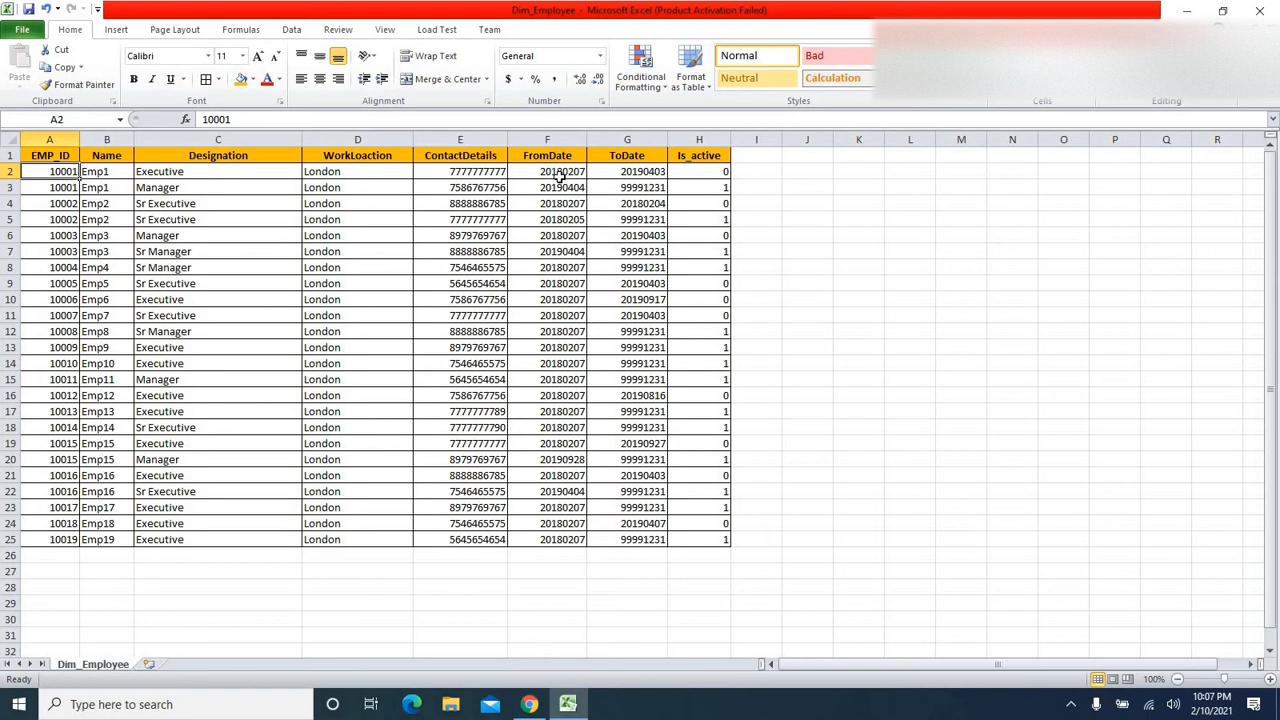 Dim_Employee - Microsoft Excel (Product Activation Failed)
File Home Insert Page Layout Formulas Data Review View Load Test Team
Cut
Copy
Format Painter
Paste
Calibri 11
B I U
Wrap Text
Merge & Center
General
$ % ,
Conditional Formatting
Format as Table
Normal Bad
Neutral Calculation
Clipboard Font Alignment Number Styles Cells Editing
A2 fx 10001
A B C D E F G H I J K L M N O P Q R
1 EMP_ID Name Designation WorkLoaction ContactDetails FromDate ToDate Is_active
2 10001 Emp1 Executive London 7777777777 20180207 20190403 0
3 10001 Emp1 Manager London 7586767756 20190404 99991231 1
4 10002 Emp2 Sr Executive London 8888886785 20180207 20180204 0
5 10002 Emp2 Sr Executive London 7777777777 20180205 99991231 1
6 10003 Emp3 Manager London 8979769767 20180207 20190403 0
7 10003 Emp3 Sr Manager London 8888886785 20190404 99991231 1
8 10004 Emp4 Sr Manager London 7546465575 20180207 99991231 1
9 10005 Emp5 Sr Executive London 5645654654 20180207 20190403 0
10 10006 Emp6 Executive London 7586767756 20180207 20190917 0
11 10007 Emp7 Sr Executive London 7777777777 20180207 20190403 0
12 10008 Emp8 Sr Manager London 8888886785 20180207 99991231 1
13 10009 Emp9 Executive London 8979769767 20180207 99991231 1
14 10010 Emp10 Executive London 7546465575 20180207 99991231 1
15 10011 Emp11 Manager London 5645654654 20180207 99991231 1
16 10012 Emp12 Executive London 7586767756 20180207 20190816 0
17 10013 Emp13 Executive London 7777777789 20180207 99991231 1
18 10014 Emp14 Sr Executive London 7777777790 20180207 99991231 1
19 10015 Emp15 Executive London 7777777777 20180207 20190927 0
20 10015 Emp15 Manager London 8979769767 20190928 99991231 1
21 10016 Emp16 Executive London 8888886785 20180207 20190403 0
22 10016 Emp16 Sr Executive London 7546465575 20190404 99991231 1
23 10017 Emp17 Executive London 8979769767 20180207 99991231 1
24 10018 Emp18 Executive London 7546465575 20180207 20190407 0
25 10019 Emp19 Executive London 5645654654 20180207 99991231 1
26
27
28
29
30
31
32
Dim_Employee
Ready 100%
Type here to search
10:07 PM
2/10/2021